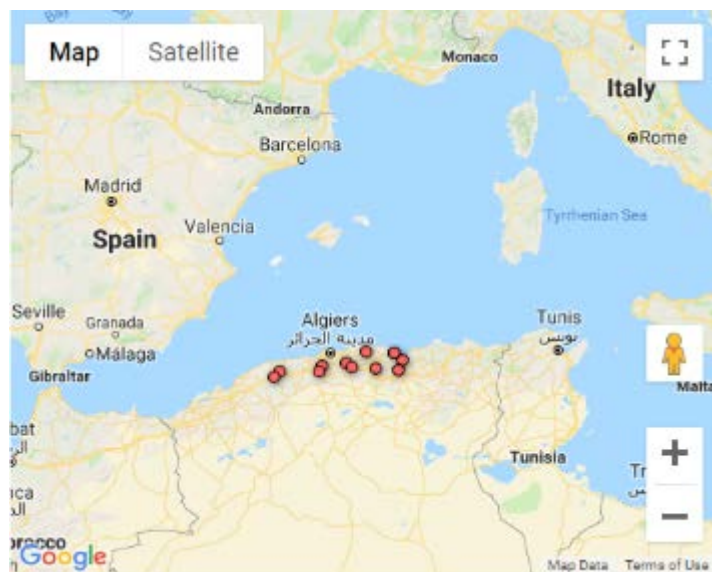 Map
Satellite
Monaco
Italy
Andorra
Barcelona
Rome
Madrid
Tyrrhenian Sea
Valencia
Spain
Seville
Algiers
مدينة الجزائر
Tunis
تونس
Granada
Málaga
Gibraltar
Malta
Tunisia
Google
Map Data
Terms of Use